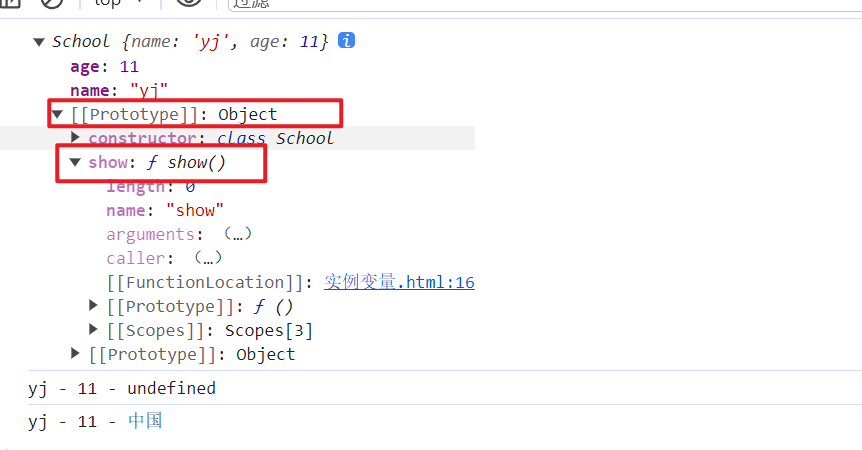 top 过滤
School {name: 'yj', age: 11} i
age: 11
name: "yj"
[[Prototype]]: Object
constructor: class School
show: ƒ show()
length: 0
name: "show"
arguments: (…)
caller: (…)
[[FunctionLocation]]: 实例变量.html:16
[[Prototype]]: ƒ ()
[[Scopes]]: Scopes[3]
[[Prototype]]: Object
yj - 11 - undefined
yj - 11 - 中国